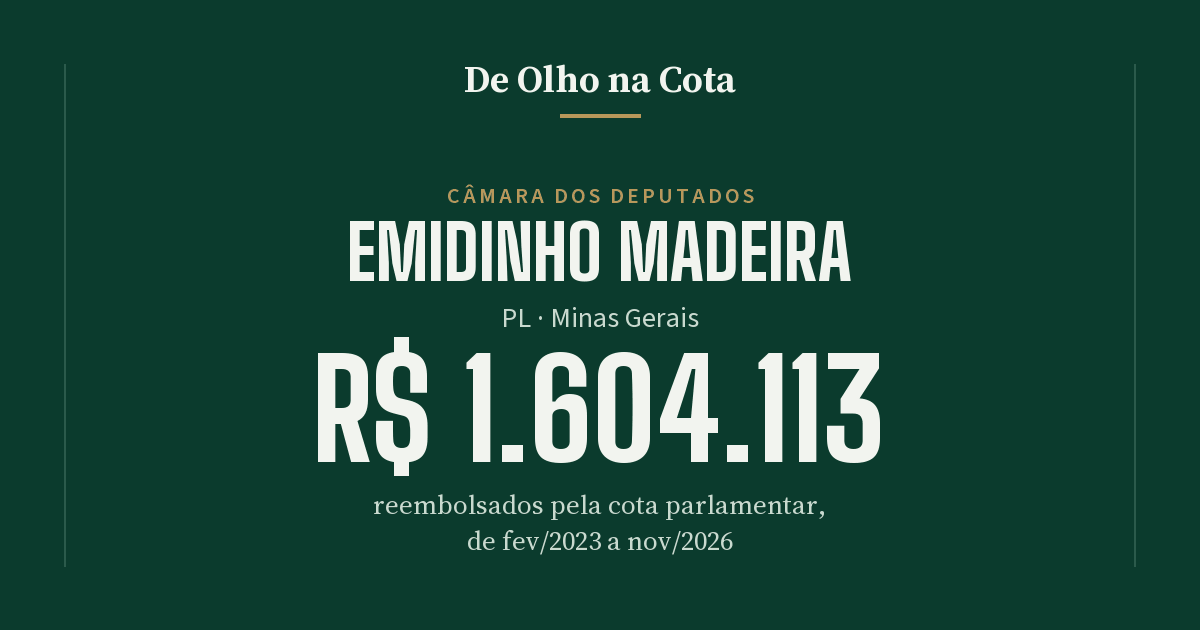 De Olho na Cota
CÂMARA DOS DEPUTADOS
EMIDINHO MADEIRA
PL · Minas Gerais
R$ 1.604.113
reembolsados pela cota parlamentar,
de fev/2023 a nov/2026